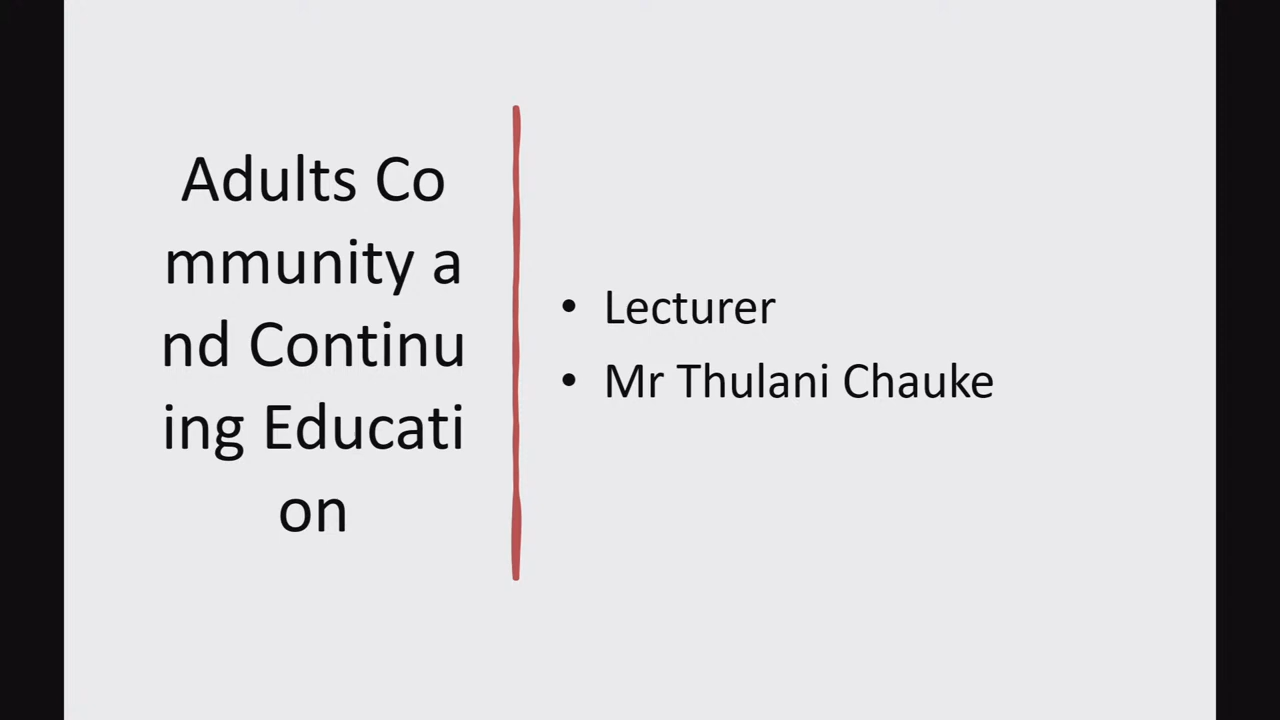 Adults Co
mmunity a
nd Continu
ing Educati
on
• Lecturer
• Mr Thulani Chauke